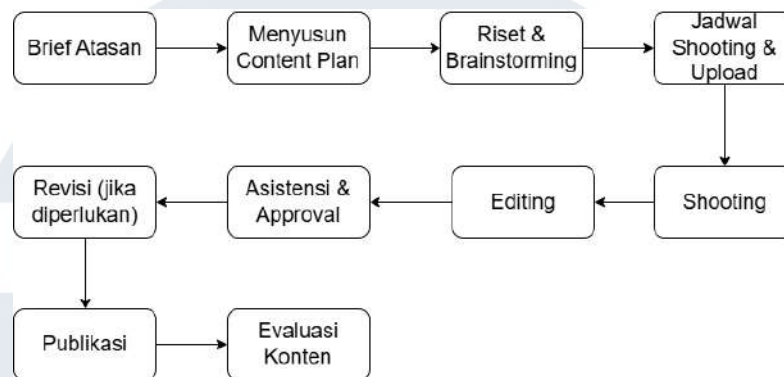 Brief Atasan
Menyusun
Content Plan
Riset &
Brainstorming
Jadwal
Shooting &
Upload
Shooting
Editing
Asistensi &
Approval
Revisi (jika
diperlukan)
Publikasi
Evaluasi
Konten